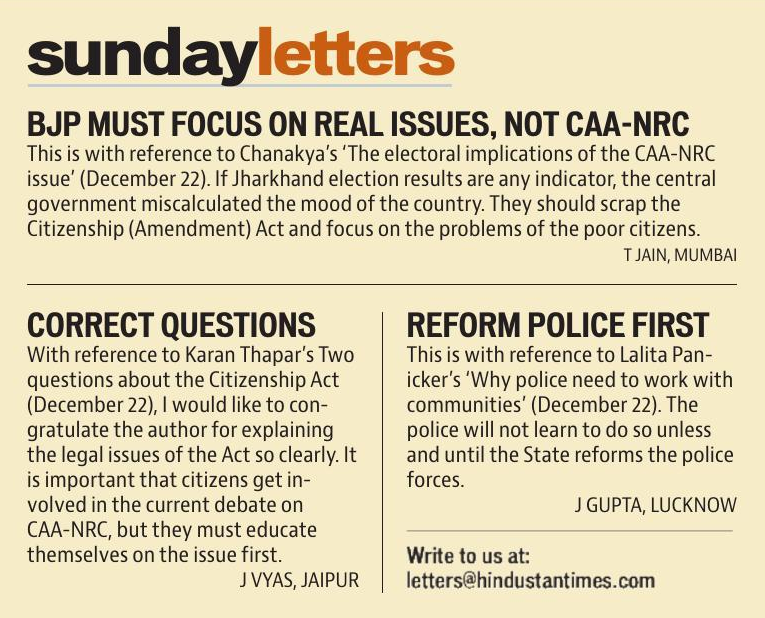 sundayletters
BJP MUST FOCUS ON REAL ISSUES, NOT CAA-NRC
This is with reference to Chanakya's 'The electoral implications of the CAA-NRC
issue' (December 22). If Jharkhand election results are any indicator, the central
government miscalculated the mood of the country. They should scrap the
Citizenship (Amendment) Act and focus on the problems of the poor citizens.
T JAIN, MUMBAI
CORRECT QUESTIONS
With reference to Karan Thapar's Two
questions about the Citizenship Act
(December 22), I would like to con-
gratulate the author for explaining
the legal issues of the Act so clearly. It
is important that citizens get in-
volved in the current debate on
CAA-NRC, but they must educate
themselves on the issue first.
J VYAS, JAIPUR
REFORM POLICE FIRST
This is with reference to Lalita Pan-
icker's 'Why police need to work with
communities' (December 22). The
police will not learn to do so unless
and until the State reforms the police
forces.
J GUPTA, LUCKNOW
Write to us at:
letters@hindustantimes.com